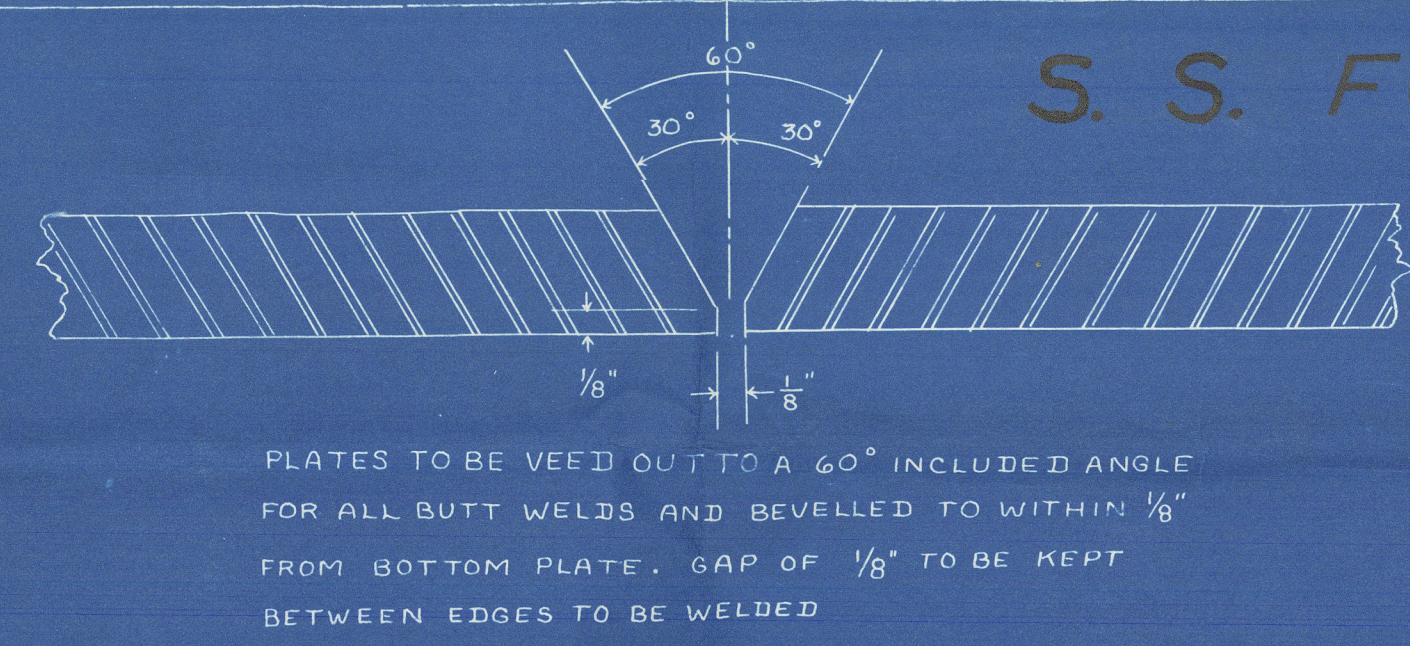 60°
S. S. F
30° 30°
1/8" 1/8"
PLATES TO BE VEED OUT TO A 60° INCLUDED ANGLE
FOR ALL BUTT WELDS AND BEVELLED TO WITHIN 1/8"
FROM BOTTOM PLATE. GAP OF 1/8" TO BE KEPT
BETWEEN EDGES TO BE WELDED